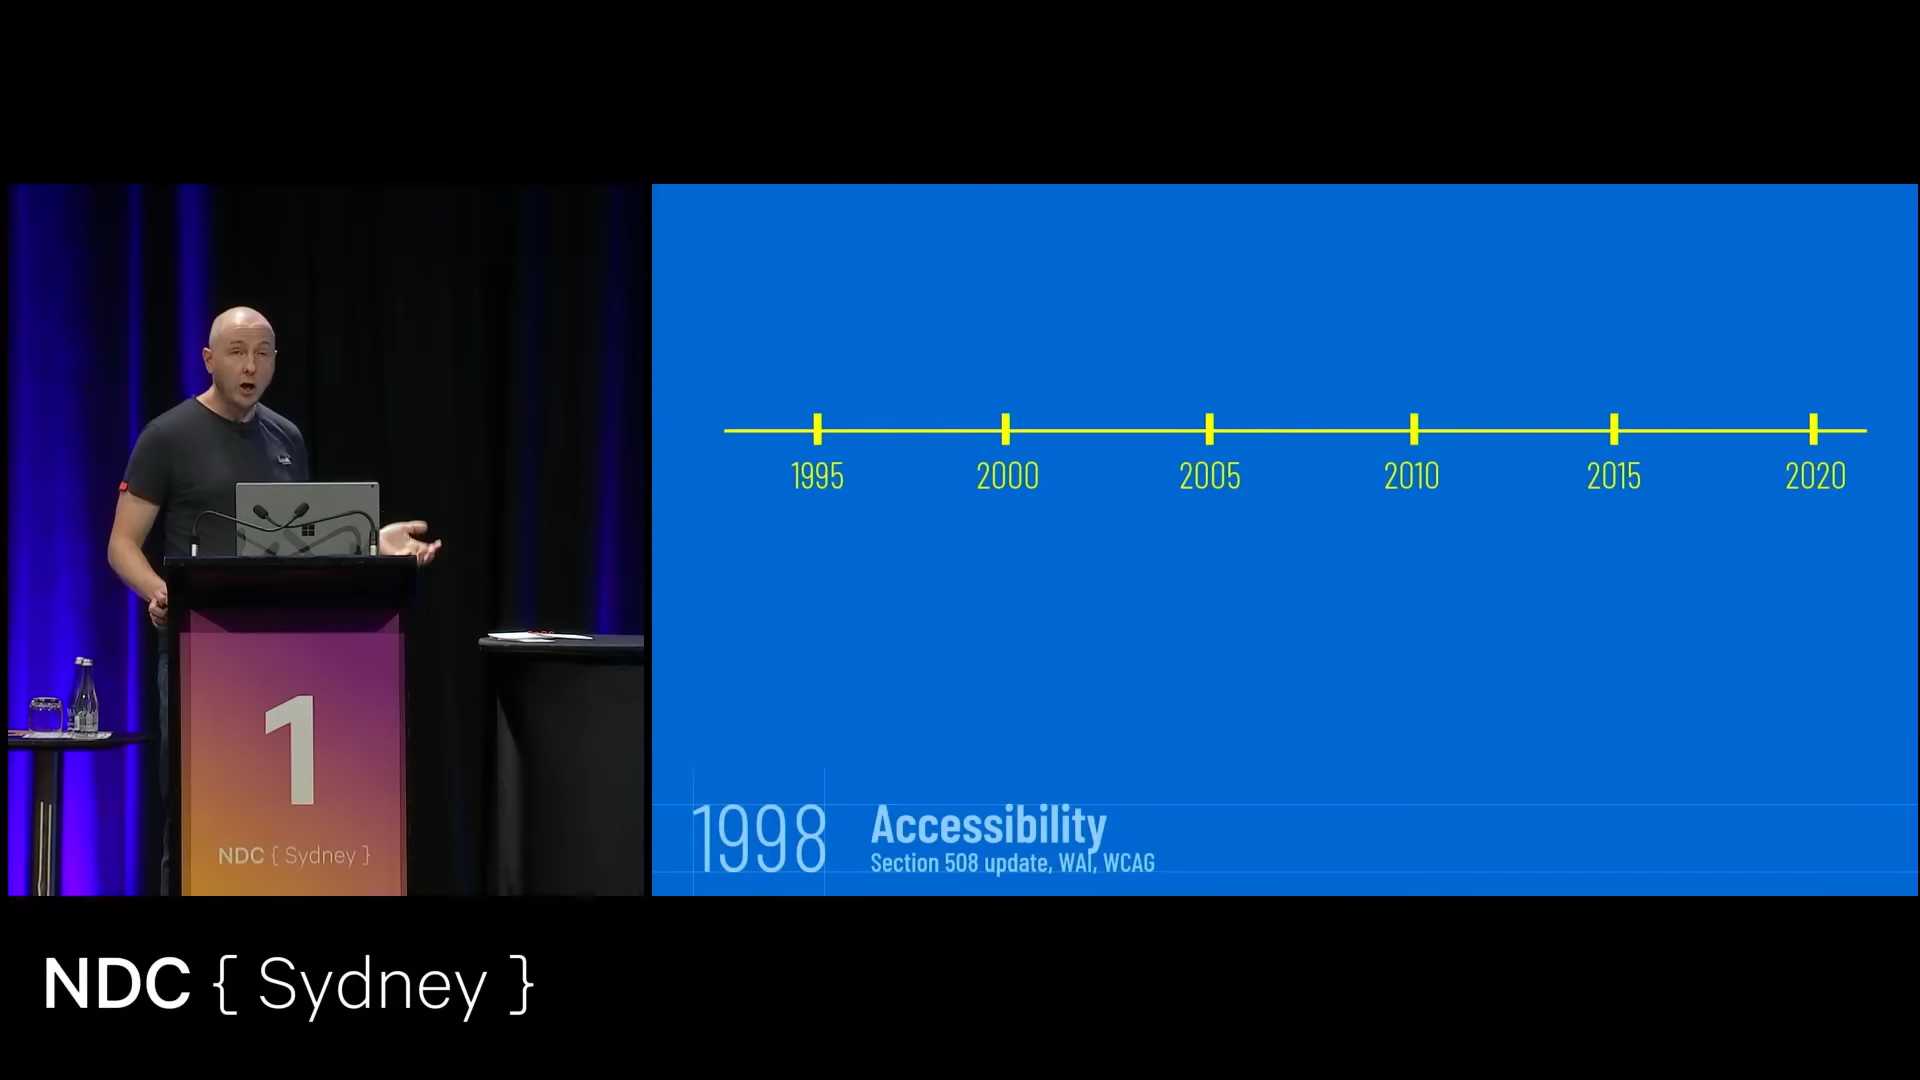 1
NDC { Sydney }
1995 2000 2005 2010 2015 2020
1998 Accessibility
Section 508 update, WAI, WCAG
NDC { Sydney }